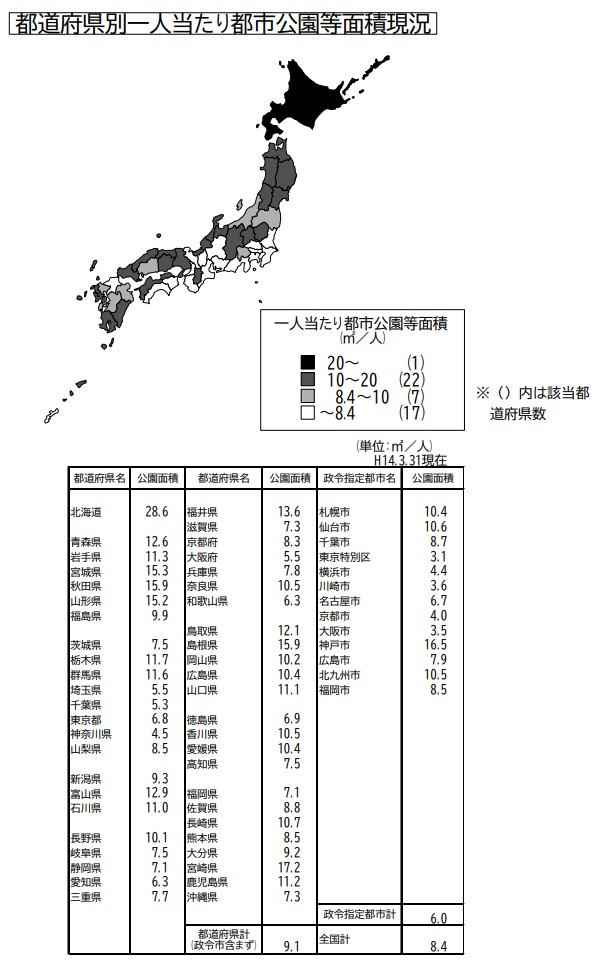 都道府県別一人当たり都市公園等面積現況
一人当たり都市公園等面積
(㎡／人)
20～ (1)
10～20 (22)
8.4～10 (7)
～8.4 (17)
※（）内は該当都
道府県数
(単位：㎡／人)
H14.3.31現在
都道府県名 公園面積 都道府県名 公園面積 政令指定都市名 公園面積
北海道 28.6 福井県 13.6 札幌市 10.4
滋賀県 7.3 仙台市 10.6
青森県 12.6 京都府 8.3 千葉市 8.7
岩手県 11.3 大阪府 5.5 東京特別区 3.1
宮城県 15.3 兵庫県 7.8 横浜市 4.4
秋田県 15.9 奈良県 10.5 川崎市 3.6
山形県 15.2 和歌山県 6.3 名古屋市 6.7
福島県 9.9 京都市 4.0
鳥取県 12.1 大阪市 3.5
茨城県 7.5 島根県 15.9 神戸市 16.5
栃木県 11.7 岡山県 10.2 広島市 7.9
群馬県 11.6 広島県 10.4 北九州市 10.5
埼玉県 5.5 山口県 11.1 福岡市 8.5
千葉県 5.3
東京都 6.8 徳島県 6.9
神奈川県 4.5 香川県 10.5
山梨県 8.5 愛媛県 10.4
高知県 7.5
新潟県 9.3
富山県 12.9 福岡県 7.1
石川県 11.0 佐賀県 8.8
長崎県 10.7
長野県 10.1 熊本県 8.5
岐阜県 7.5 大分県 9.2
静岡県 7.1 宮崎県 17.2
愛知県 6.3 鹿児島県 11.2
三重県 7.7 沖縄県 7.3
政令指定都市計 6.0
都道府県計
(政令市含まず) 9.1 全国計 8.4